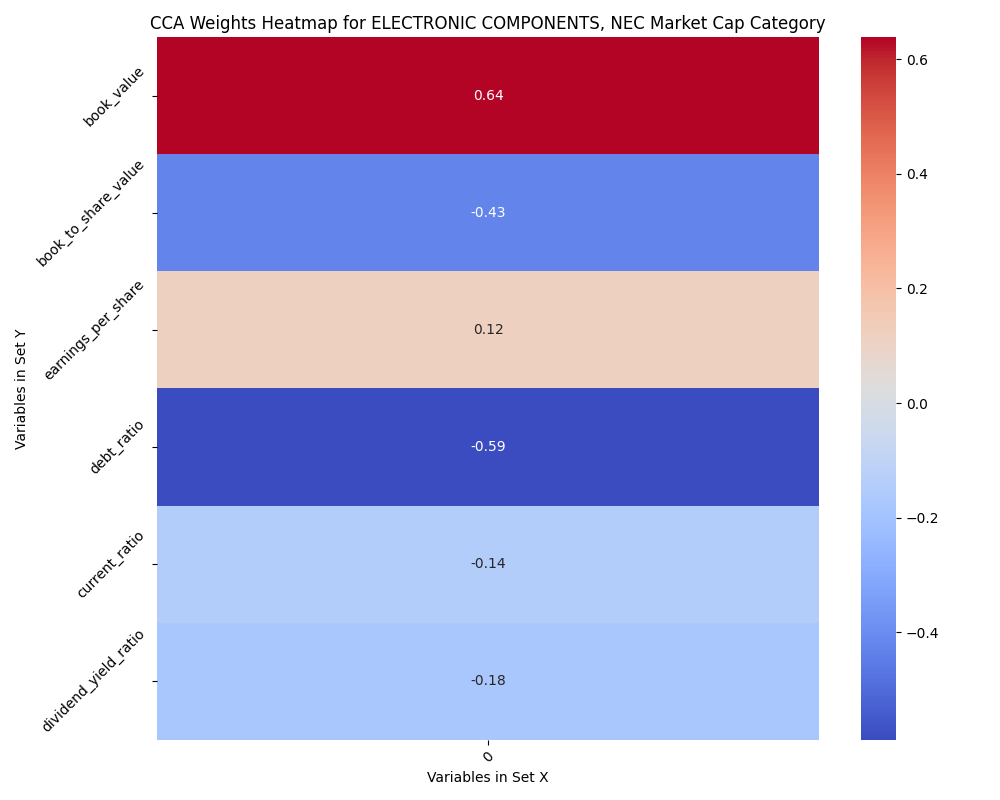 CCA Weights Heatmap for ELECTRONIC COMPONENTS, NEC Market Cap Category
Variables in Set Y
book_value
0.64
book_to_share_value
-0.43
earnings_per_share
0.12
debt_ratio
-0.59
current_ratio
-0.14
dividend_yield_ratio
-0.18
0
Variables in Set X
0.6
0.4
0.2
0.0
−0.2
−0.4